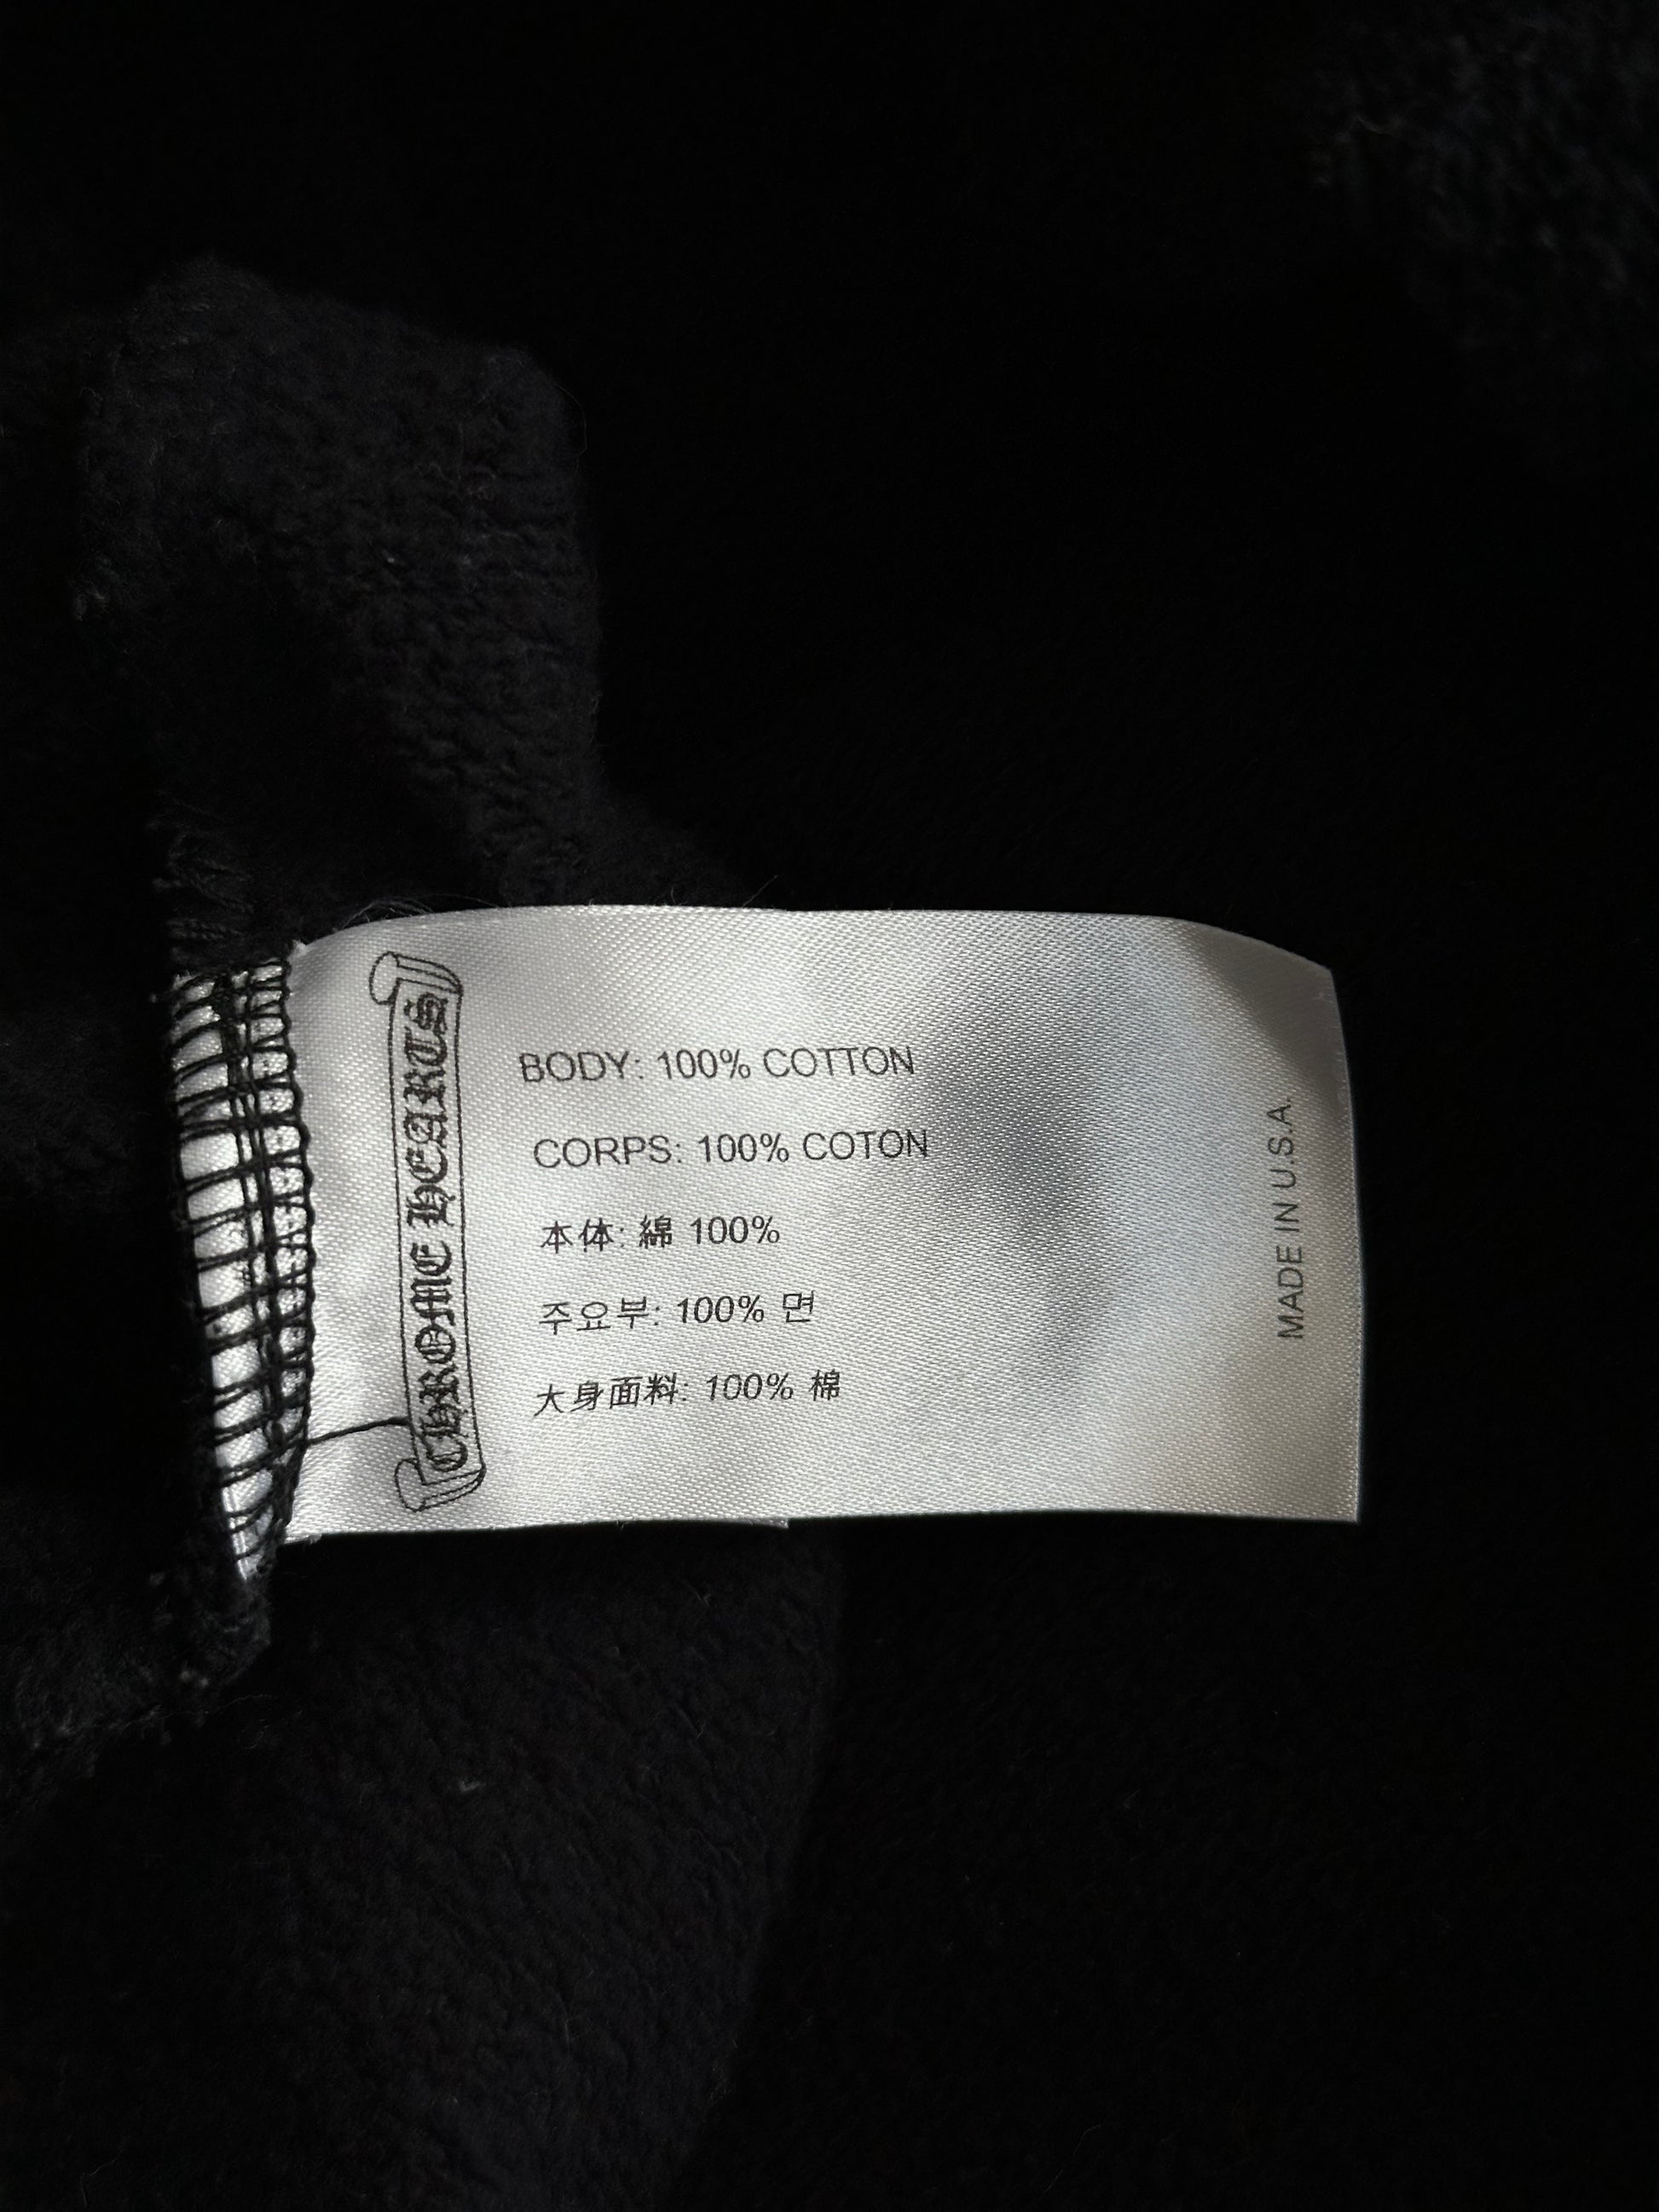 CHROME HEARTS
BODY: 100% COTTON
CORPS: 100% COTON
本体: 綿 100%
주요부: 100% 면
大身面料: 100% 棉
MADE IN U.S.A.